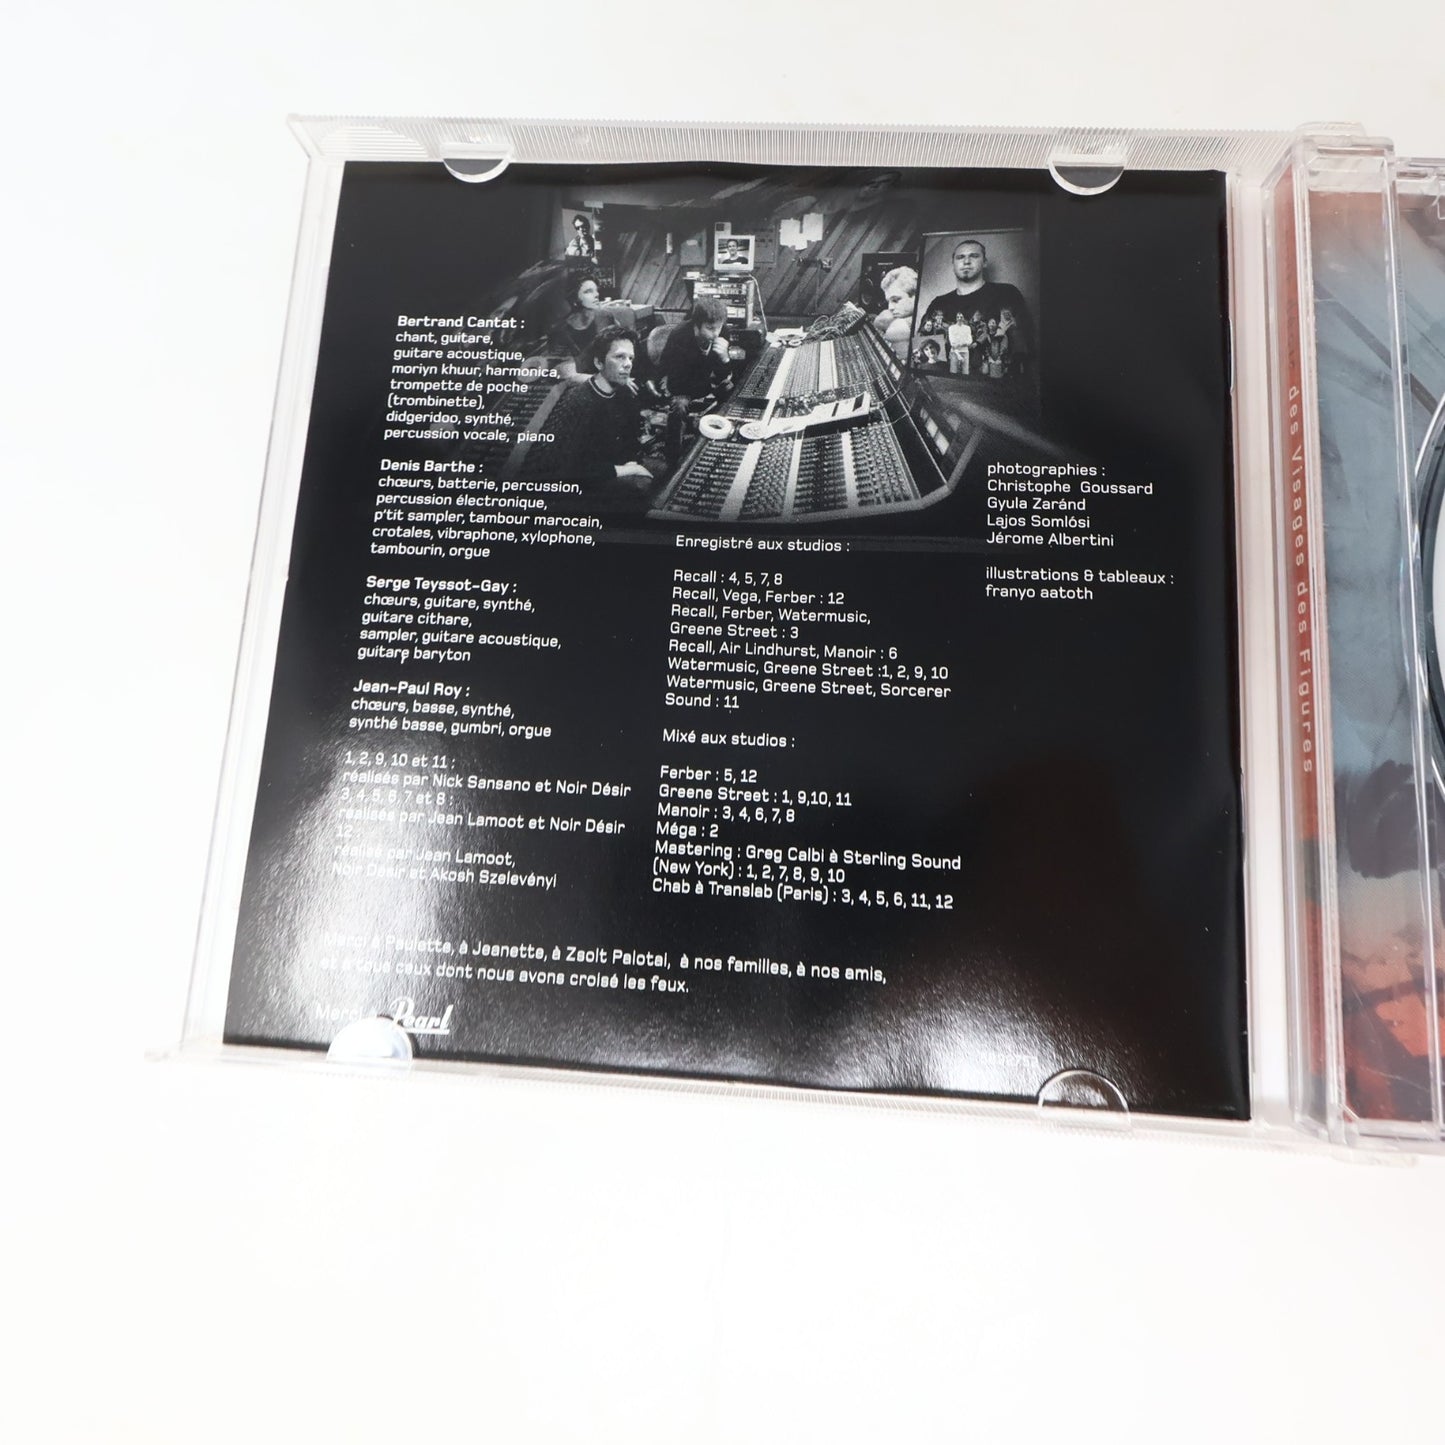 Bertrand Cantat :
chant, guitare,
guitare acoustique,
moriyn khuur, harmonica,
trompette de poche
(trombinette),
didgeridoo, synthé,
percussion vocale, piano
Denis Barthe :
chœurs, batterie, percussion,
percussion électronique,
p'tit sampler, tambour marocain,
crotales, vibraphone, xylophone,
tambourin, orgue
Serge Teyssot-Gay :
chœurs, guitare, synthé,
guitare cithare,
sampler, guitare acoustique,
guitare baryton
Jean-Paul Roy :
chœurs, basse, synthé,
synthé basse, gumbri, orgue
1, 2, 9, 10 et 11 :
réalisés par Nick Sansano et Noir Désir
3, 4, 5, 6, 7 et 8 :
réalisés par Jean Lamoot et Noir Désir
12 :
réalisé par Jean Lamoot,
Noir Désir et Akosh Szelevényi
Enregistré aux studios :
Recall : 4, 5, 7, 8
Recall, Vega, Ferber : 12
Recall, Ferber, Watermusic,
Greene Street : 3
Recall, Air Lindhurst, Manoir : 6
Watermusic, Greene Street :1, 2, 9, 10
Watermusic, Greene Street, Sorcerer
Sound : 11
Mixé aux studios :
Ferber : 5, 12
Greene Street : 1, 9,10, 11
Manoir : 3, 4, 6, 7, 8
Méga : 2
Mastering : Greg Calbi à Sterling Sound
(New York) : 1, 2, 7, 8, 9, 10
Chab à Translab (Paris) : 3, 4, 5, 6, 11, 12
photographies :
Christophe Goussard
Gyula Zaránd
Lajos Somlósi
Jérome Albertini
illustrations & tableaux :
franyo aatoth
Merci à Paulette, à Jeanette, à Zsolt Palotai, à nos familles, à nos amis,
et à tous ceux dont nous avons croisé les feux.
Merci à Pearl
des Visages des Figures